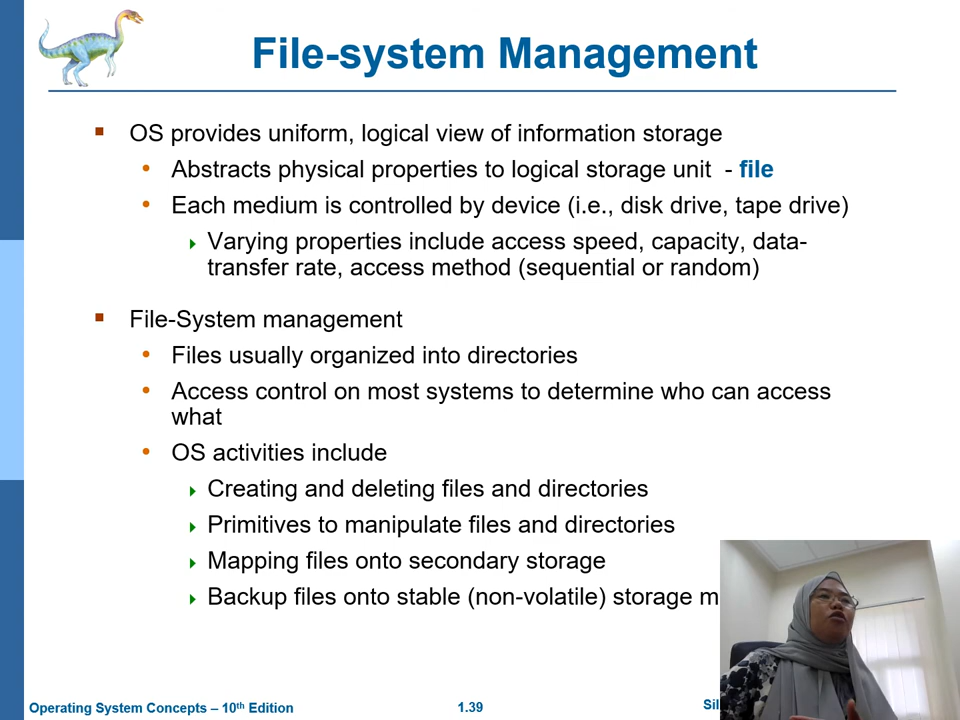 File-system Management
OS provides uniform, logical view of information storage
Abstracts physical properties to logical storage unit - file
Each medium is controlled by device (i.e., disk drive, tape drive)
Varying properties include access speed, capacity, data-
transfer rate, access method (sequential or random)
File-System management
Files usually organized into directories
Access control on most systems to determine who can access
what
OS activities include
Creating and deleting files and directories
Primitives to manipulate files and directories
Mapping files onto secondary storage
Backup files onto stable (non-volatile) storage
Operating System Concepts – 10th Edition
1.39